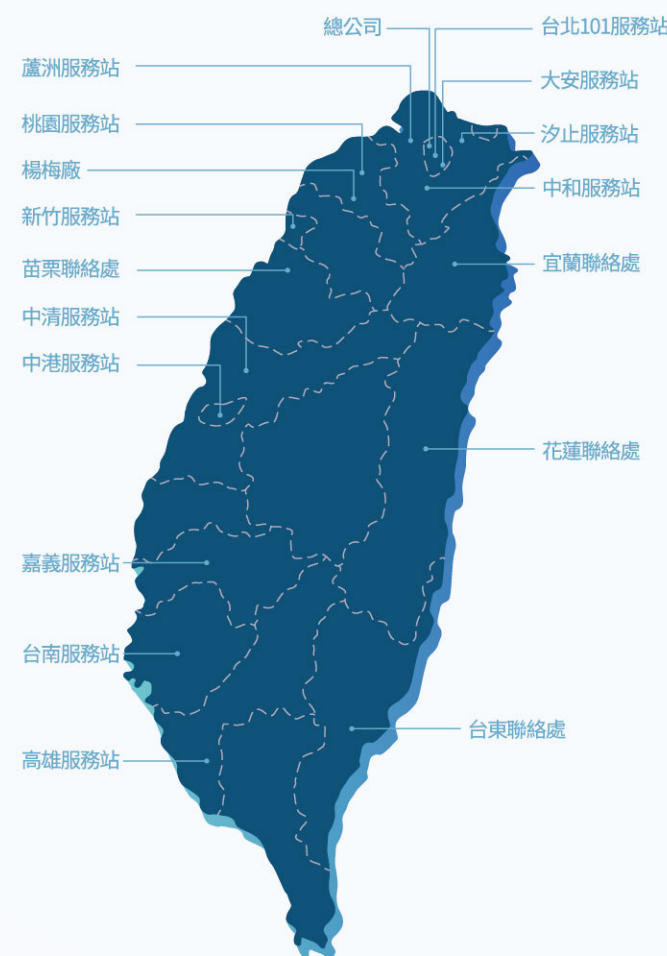 總公司
台北101服務站
蘆洲服務站
大安服務站
桃園服務站
汐止服務站
楊梅廠
中和服務站
新竹服務站
苗栗聯絡處
宜蘭聯絡處
中清服務站
中港服務站
花蓮聯絡處
嘉義服務站
台南服務站
台東聯絡處
高雄服務站